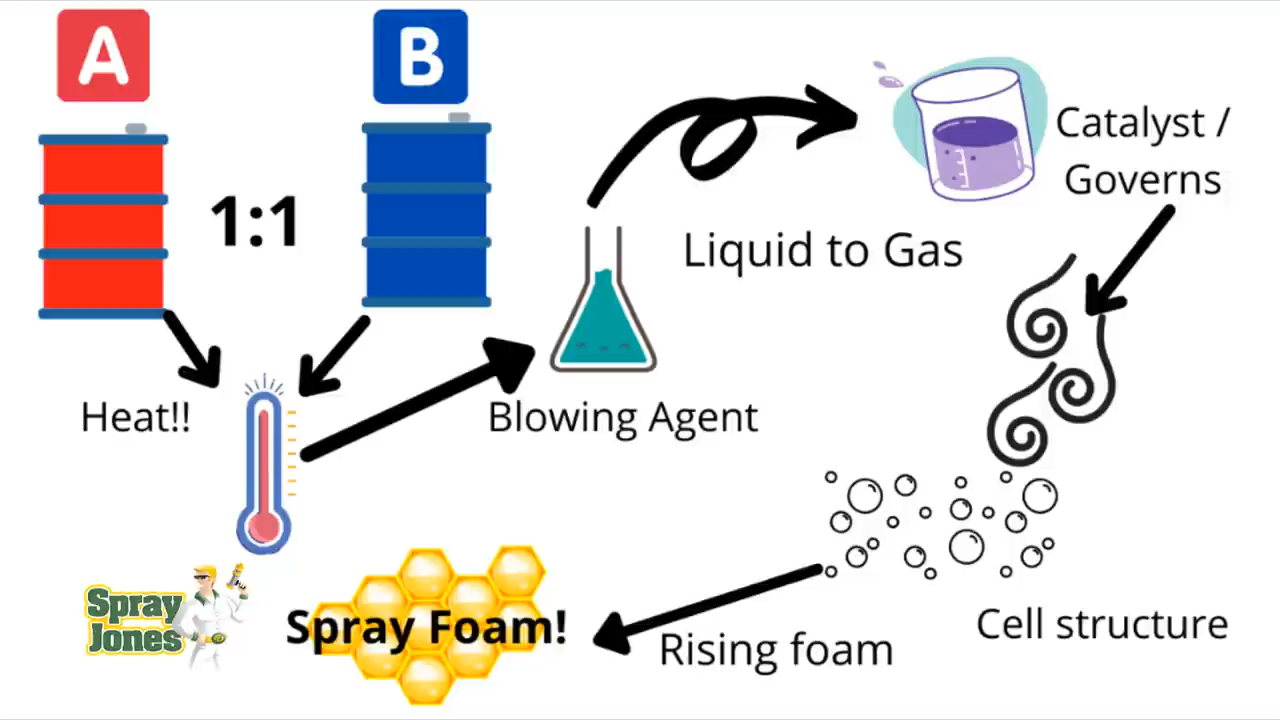 A
B
1:1
Catalyst /
Governs
Liquid to Gas
Heat!!
Blowing Agent
Spray
Jones
Spray Foam!
Rising foam
Cell structure